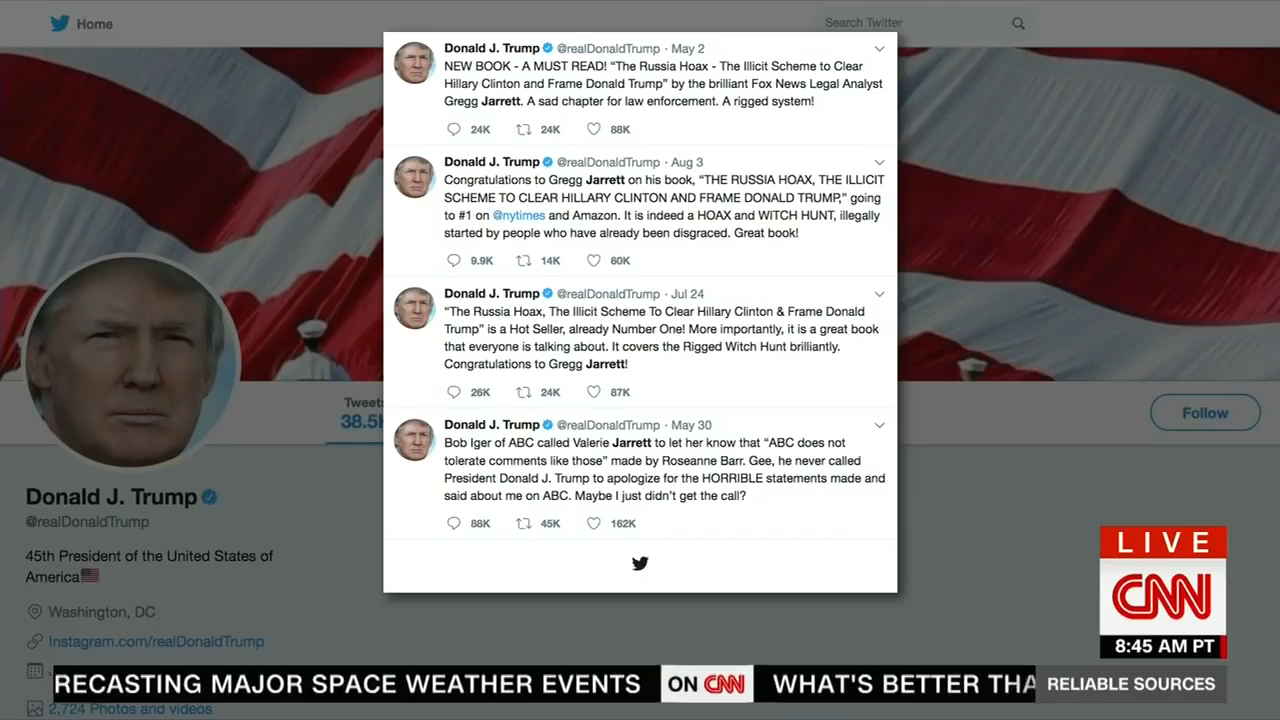 Home
Search Twitter
Donald J. Trump @realDonaldTrump · May 2
NEW BOOK - A MUST READ! “The Russia Hoax - The Illicit Scheme to Clear
Hillary Clinton and Frame Donald Trump” by the brilliant Fox News Legal Analyst
Gregg Jarrett. A sad chapter for law enforcement. A rigged system!
24K 24K 88K
Donald J. Trump @realDonaldTrump · Aug 3
Congratulations to Gregg Jarrett on his book, “THE RUSSIA HOAX, THE ILLICIT
SCHEME TO CLEAR HILLARY CLINTON AND FRAME DONALD TRUMP,” going
to #1 on @nytimes and Amazon. It is indeed a HOAX and WITCH HUNT, illegally
started by people who have already been disgraced. Great book!
9.9K 14K 60K
Donald J. Trump @realDonaldTrump · Jul 24
“The Russia Hoax, The Illicit Scheme To Clear Hillary Clinton & Frame Donald
Trump” is a Hot Seller, already Number One! More importantly, it is a great book
that everyone is talking about. It covers the Rigged Witch Hunt brilliantly.
Congratulations to Gregg Jarrett!
26K 24K 87K
Donald J. Trump @realDonaldTrump · May 30
Bob Iger of ABC called Valerie Jarrett to let her know that “ABC does not
tolerate comments like those” made by Roseanne Barr. Gee, he never called
President Donald J. Trump to apologize for the HORRIBLE statements made and
said about me on ABC. Maybe I just didn’t get the call?
88K 45K 162K
Tweets
38.5K
Follow
Donald J. Trump
@realDonaldTrump
45th President of the United States of
America
Washington, DC
Instagram.com/realDonaldTrump
2,724 Photos and videos
LIVE
CNN
8:45 AM PT
RECASTING MAJOR SPACE WEATHER EVENTS ON CNN WHAT'S BETTER THA
RELIABLE SOURCES